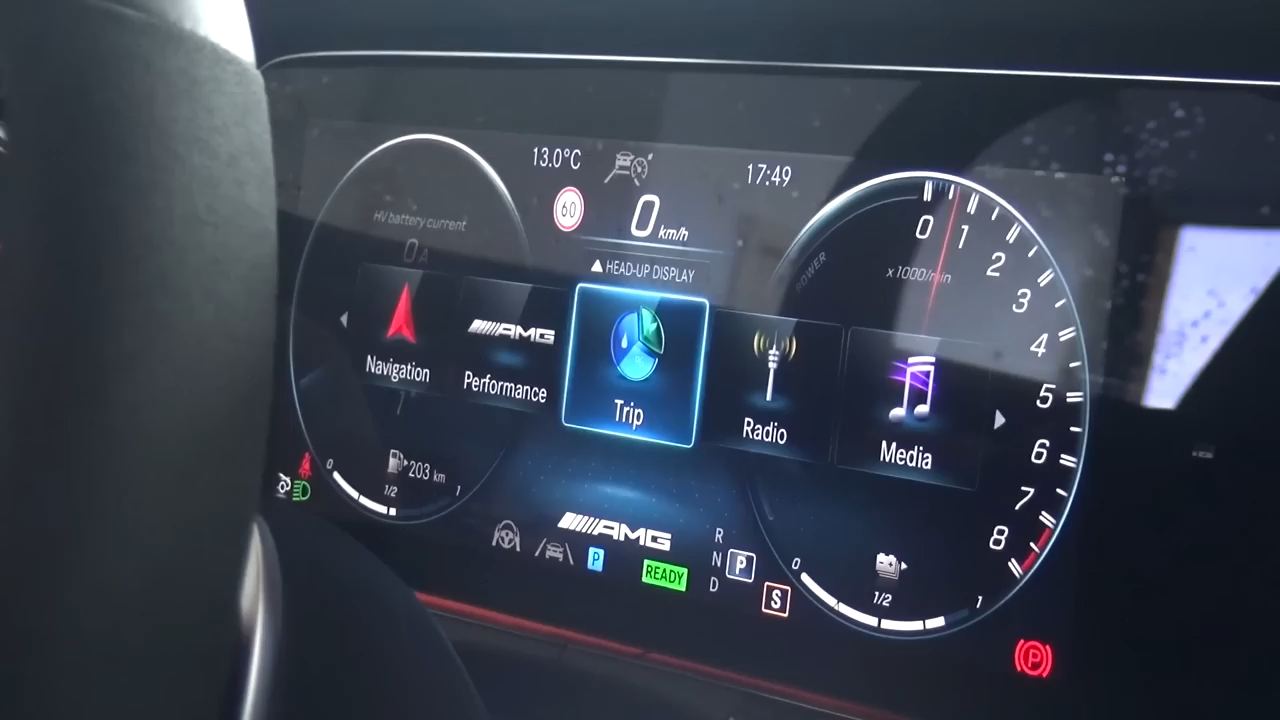 13.0°C
17:49
60
0 km/h
HV battery current
0 A
HEAD-UP DISPLAY
POWER
x1000/min
0
1
2
3
4
5
6
7
8
Navigation
AMG
Performance
Trip
Radio
Media
203 km
0
1/2
1
AMG
P
READY
R
N
P
D
S
0
1/2
1
P